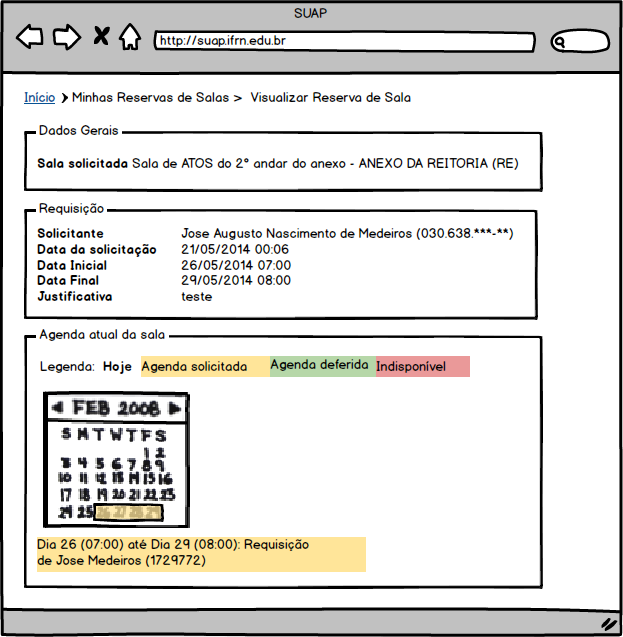 SUAP
http://suap.ifrn.edu.br
Início > Minhas Reservas de Salas > Visualizar Reserva de Sala
Dados Gerais
Sala solicitada Sala de ATOS do 2° andar do anexo - ANEXO DA REITORIA (RE)
Requisição
Solicitante Jose Augusto Nascimento de Medeiros (030.638.***-**)
Data da solicitação 21/05/2014 00:06
Data Inicial 26/05/2014 07:00
Data Final 29/05/2014 08:00
Justificativa teste
Agenda atual da sala
Legenda: Hoje Agenda solicitada Agenda deferida Indisponível
FEB 2008
S M T W T F S
1 2
3 4 5 6 7 8 9
10 11 12 13 14 15 16
17 18 19 20 21 22 23
24 25 26 27 28 29
Dia 26 (07:00) até Dia 29 (08:00): Requisição
de Jose Medeiros (1729772)